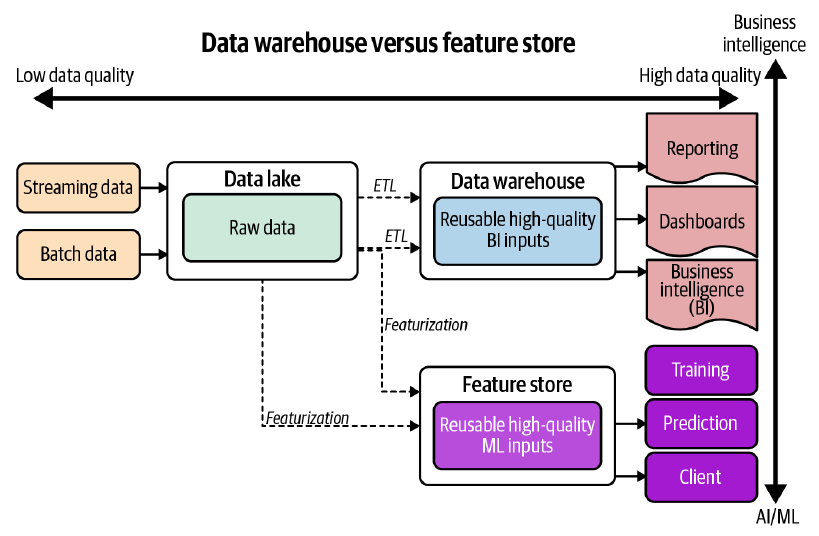 Data warehouse versus feature store
Business
intelligence
Low data quality
High data quality
Streaming data
Batch data
Data lake
Raw data
ETL
ETL
Featurization
Featurization
Data warehouse
Reusable high-quality
BI inputs
Feature store
Reusable high-quality
ML inputs
Reporting
Dashboards
Business
intelligence
(BI)
Training
Prediction
Client
AI/ML